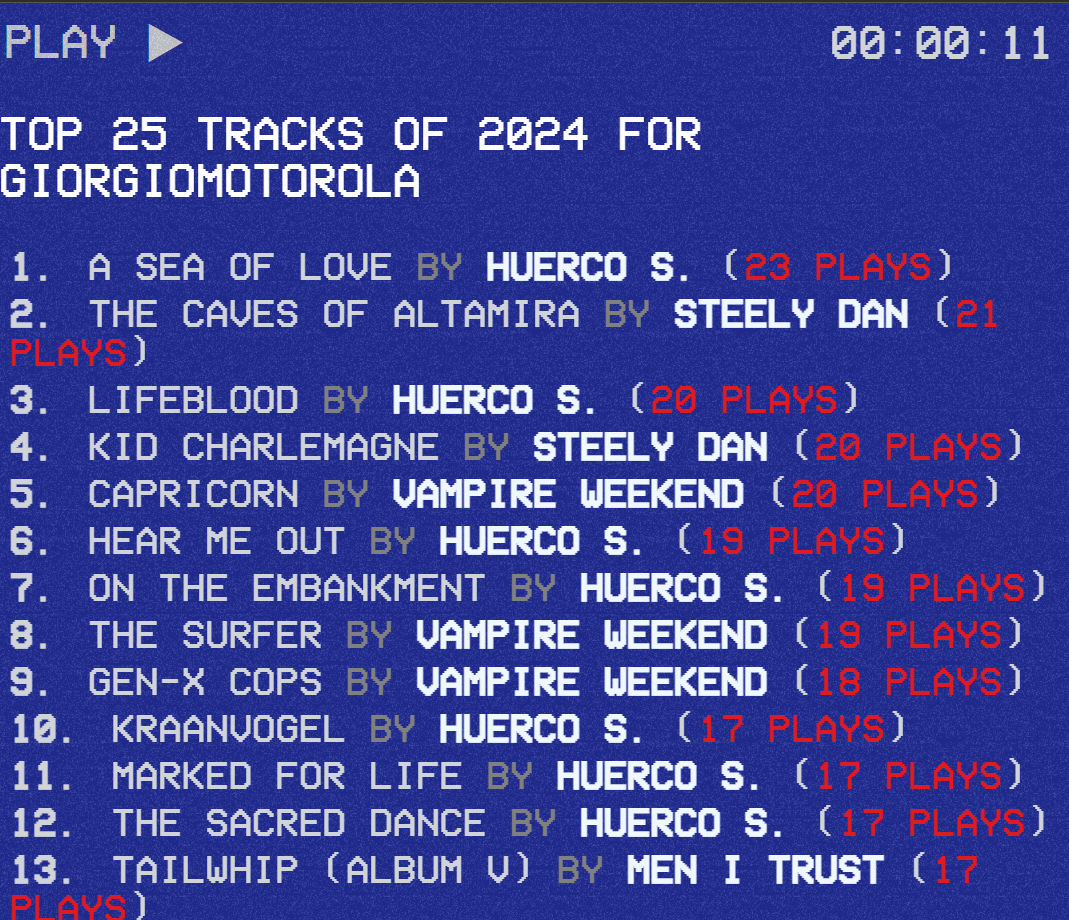 PLAY ▶
00:00:11
TOP 25 TRACKS OF 2024 FOR
GIORGIOMOTOROLA
1. A SEA OF LOVE BY HUERCO S. (23 PLAYS)
2. THE CAVES OF ALTAMIRA BY STEELY DAN (21
PLAYS)
3. LIFEBLOOD BY HUERCO S. (20 PLAYS)
4. KID CHARLEMAGNE BY STEELY DAN (20 PLAYS)
5. CAPRICORN BY VAMPIRE WEEKEND (20 PLAYS)
6. HEAR ME OUT BY HUERCO S. (19 PLAYS)
7. ON THE EMBANKMENT BY HUERCO S. (19 PLAYS)
8. THE SURFER BY VAMPIRE WEEKEND (19 PLAYS)
9. GEN-X COPS BY VAMPIRE WEEKEND (18 PLAYS)
10. KRAANVOGEL BY HUERCO S. (17 PLAYS)
11. MARKED FOR LIFE BY HUERCO S. (17 PLAYS)
12. THE SACRED DANCE BY HUERCO S. (17 PLAYS)
13. TAILWHIP (ALBUM V) BY MEN I TRUST (17
PLAYS)